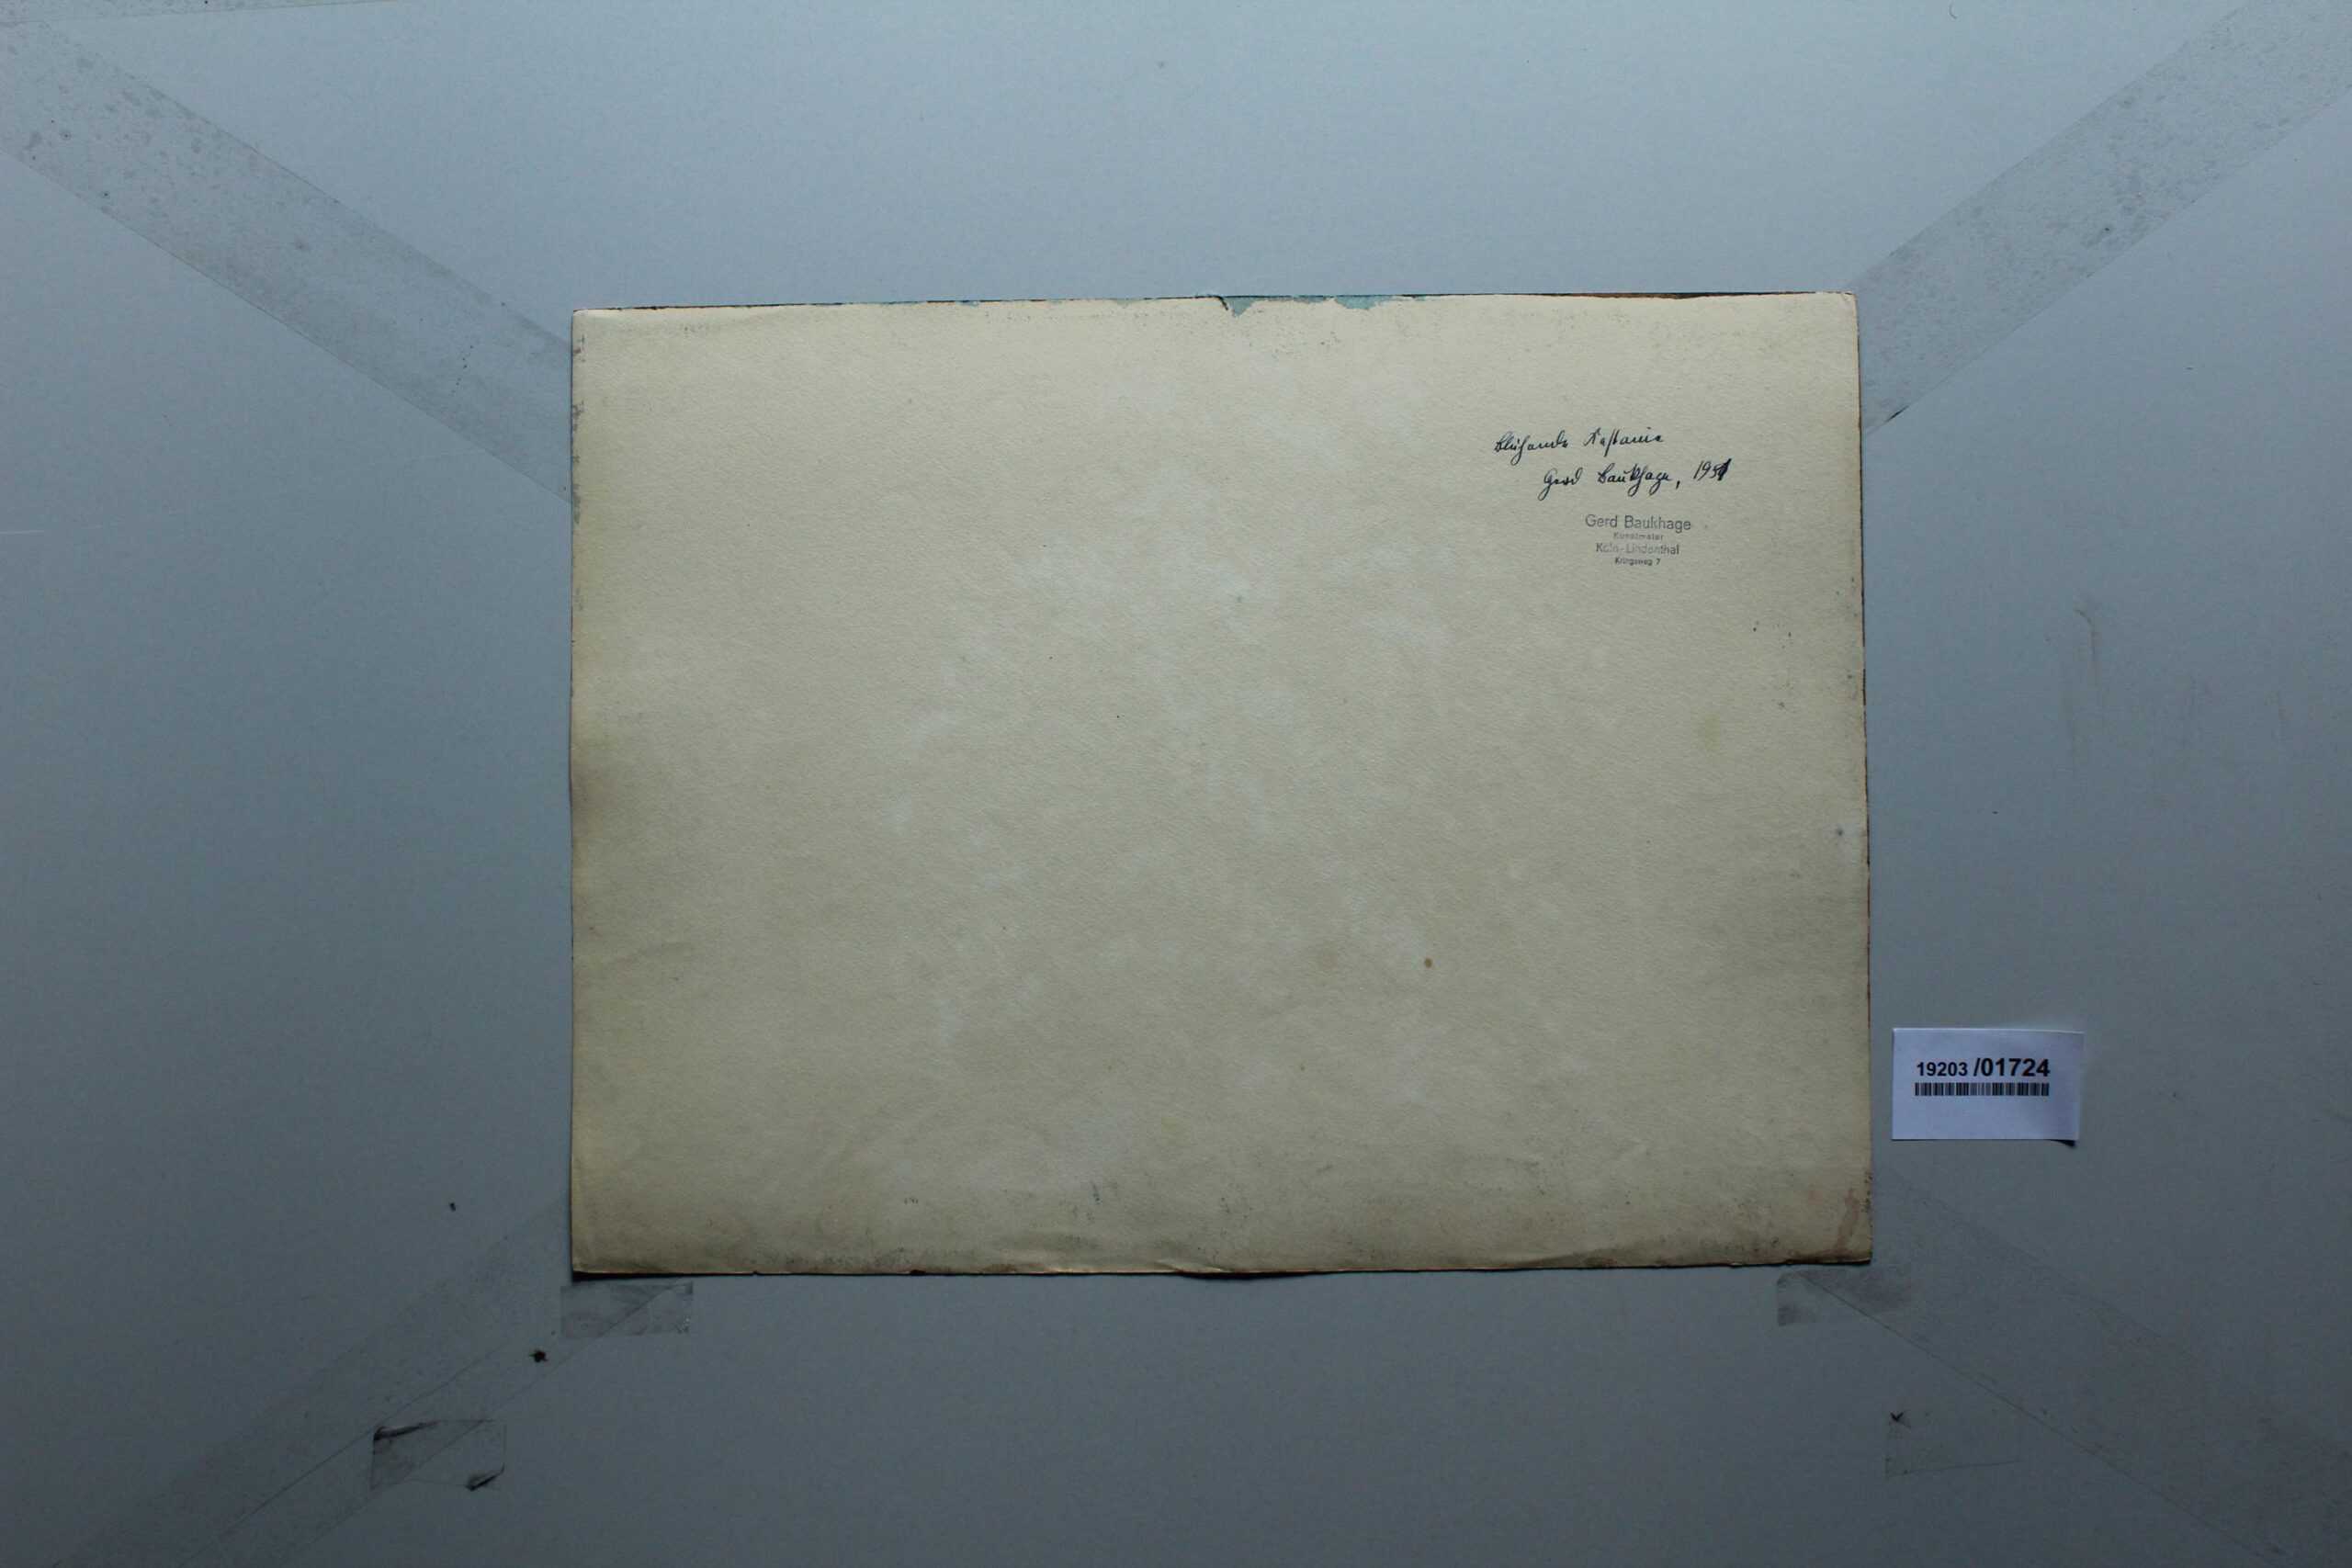 Blühende Kastanie
Gerd Baukhage, 1951
Gerd Baukhage
Kunstmaler
Köln-Lindenthal
Kringsweg 7
19203 /01724